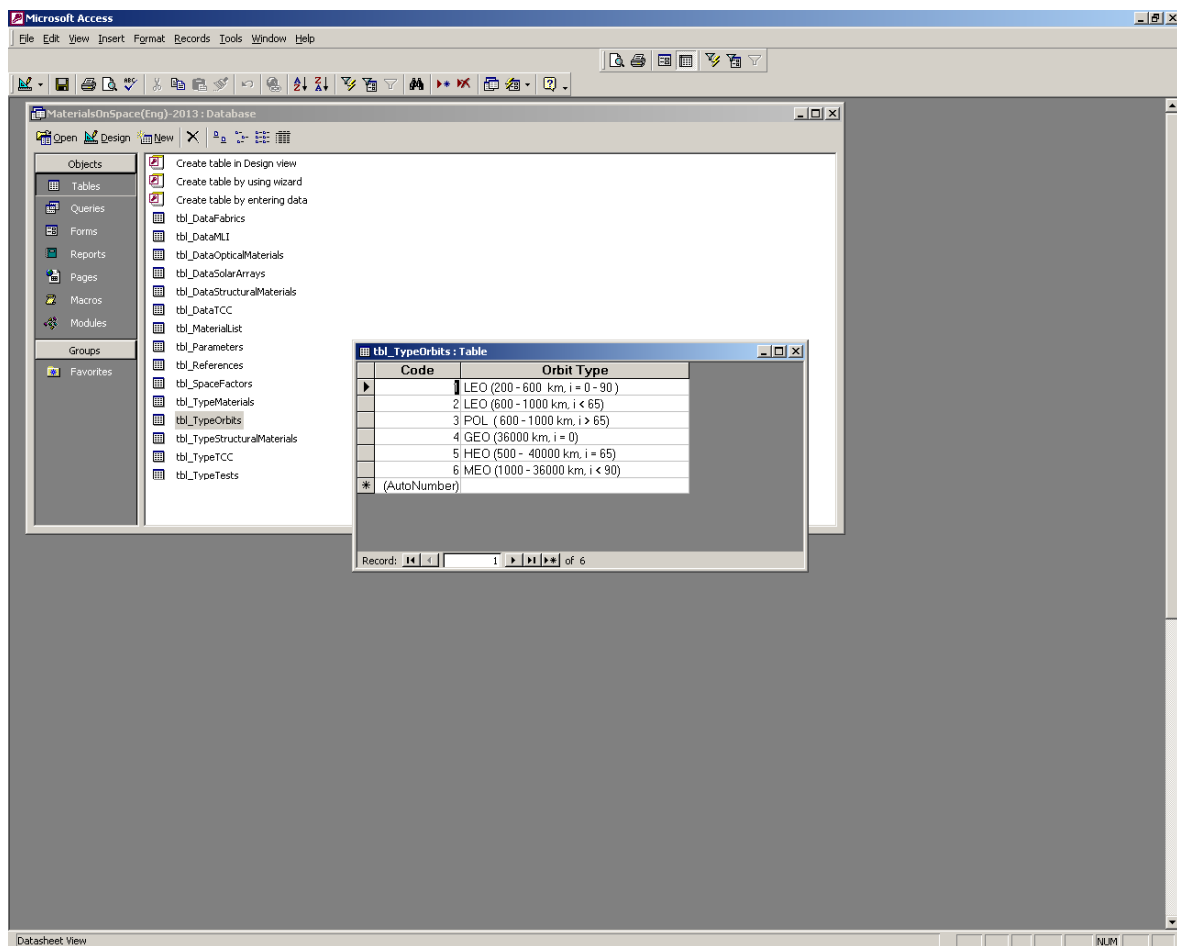 Microsoft Access
File Edit View Insert Format Records Tools Window Help
MaterialsOnSpace(Eng)-2013 : Database
Open Design New
Objects
Tables
Queries
Forms
Reports
Pages
Macros
Modules
Groups
Favorites
Create table in Design view
Create table by using wizard
Create table by entering data
tbl_DataFabrics
tbl_DataMLI
tbl_DataOpticalMaterials
tbl_DataSolarArrays
tbl_DataStructuralMaterials
tbl_DataTCC
tbl_MaterialList
tbl_Parameters
tbl_References
tbl_SpaceFactors
tbl_TypeMaterials
tbl_TypeOrbits
tbl_TypeStructuralMaterials
tbl_TypeTCC
tbl_TypeTests
tbl_TypeOrbits : Table
Code Orbit Type
1 LEO (200 - 600 km, i = 0 - 90 )
2 LEO (600 - 1000 km, i < 65)
3 POL ( 600 - 1000 km, i > 65)
4 GEO (36000 km, i = 0)
5 HEO (500 - 40000 km, i = 65)
6 MEO (1000 - 36000 km, i < 90)
(AutoNumber)
Record: 1 of 6
Datasheet View NUM